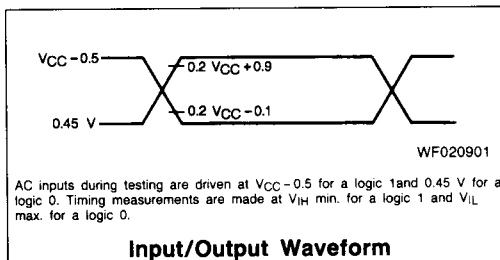 VCC−0.5
0.2 VCC+0.9
0.2 VCC−0.1
0.45 V
WF020901
AC inputs during testing are driven at VCC−0.5 for a logic 1and 0.45 V for a
logic 0. Timing measurements are made at VIH min. for a logic 1 and VIL
max. for a logic 0.
Input/Output Waveform